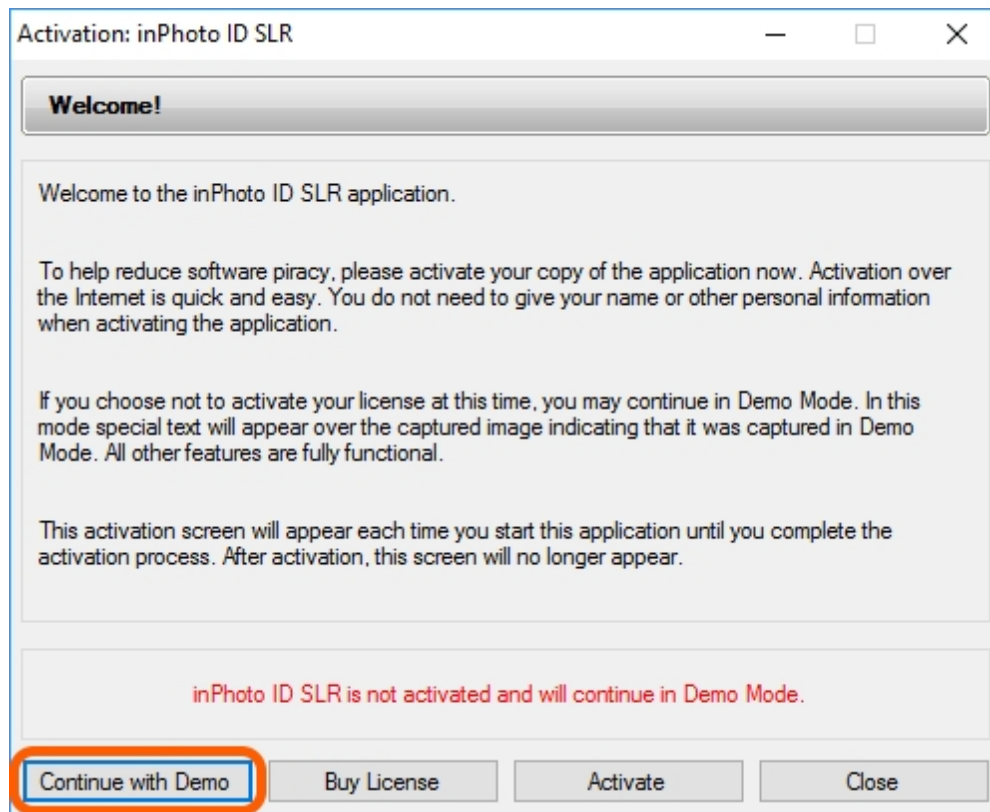 Activation: inPhoto ID SLR
Welcome!
Welcome to the inPhoto ID SLR application.
To help reduce software piracy, please activate your copy of the application now. Activation over
the Internet is quick and easy. You do not need to give your name or other personal information
when activating the application.
If you choose not to activate your license at this time, you may continue in Demo Mode. In this
mode special text will appear over the captured image indicating that it was captured in Demo
Mode. All other features are fully functional.
This activation screen will appear each time you start this application until you complete the
activation process. After activation, this screen will no longer appear.
inPhoto ID SLR is not activated and will continue in Demo Mode.
Continue with Demo Buy License Activate Close